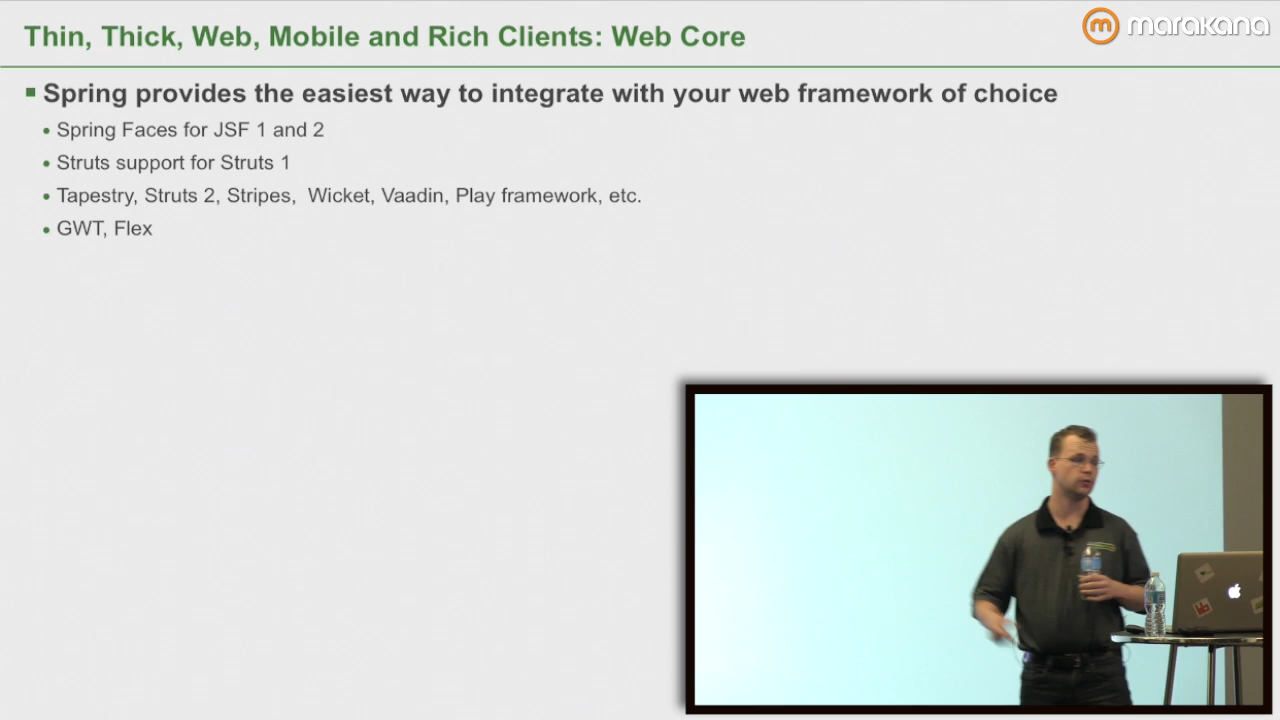 Thin, Thick, Web, Mobile and Rich Clients: Web Core
m marakana
Spring provides the easiest way to integrate with your web framework of choice
Spring Faces for JSF 1 and 2
Struts support for Struts 1
Tapestry, Struts 2, Stripes, Wicket, Vaadin, Play framework, etc.
GWT, Flex